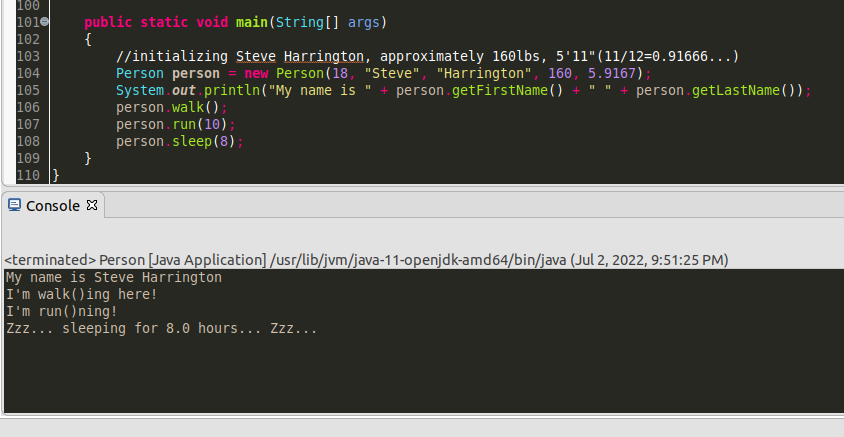 100
101 public static void main(String[] args)
102 {
103 //initializing Steve Harrington, approximately 160lbs, 5'11"(11/12=0.91666...)
104 Person person = new Person(18, "Steve", "Harrington", 160, 5.9167);
105 System.out.println("My name is " + person.getFirstName() + " " + person.getLastName());
106 person.walk();
107 person.run(10);
108 person.sleep(8);
109 }
110 }
Console
<terminated> Person [Java Application] /usr/lib/jvm/java-11-openjdk-amd64/bin/java (Jul 2, 2022, 9:51:25 PM)
My name is Steve Harrington
I'm walk()ing here!
I'm run()ning!
Zzz... sleeping for 8.0 hours... Zzz...